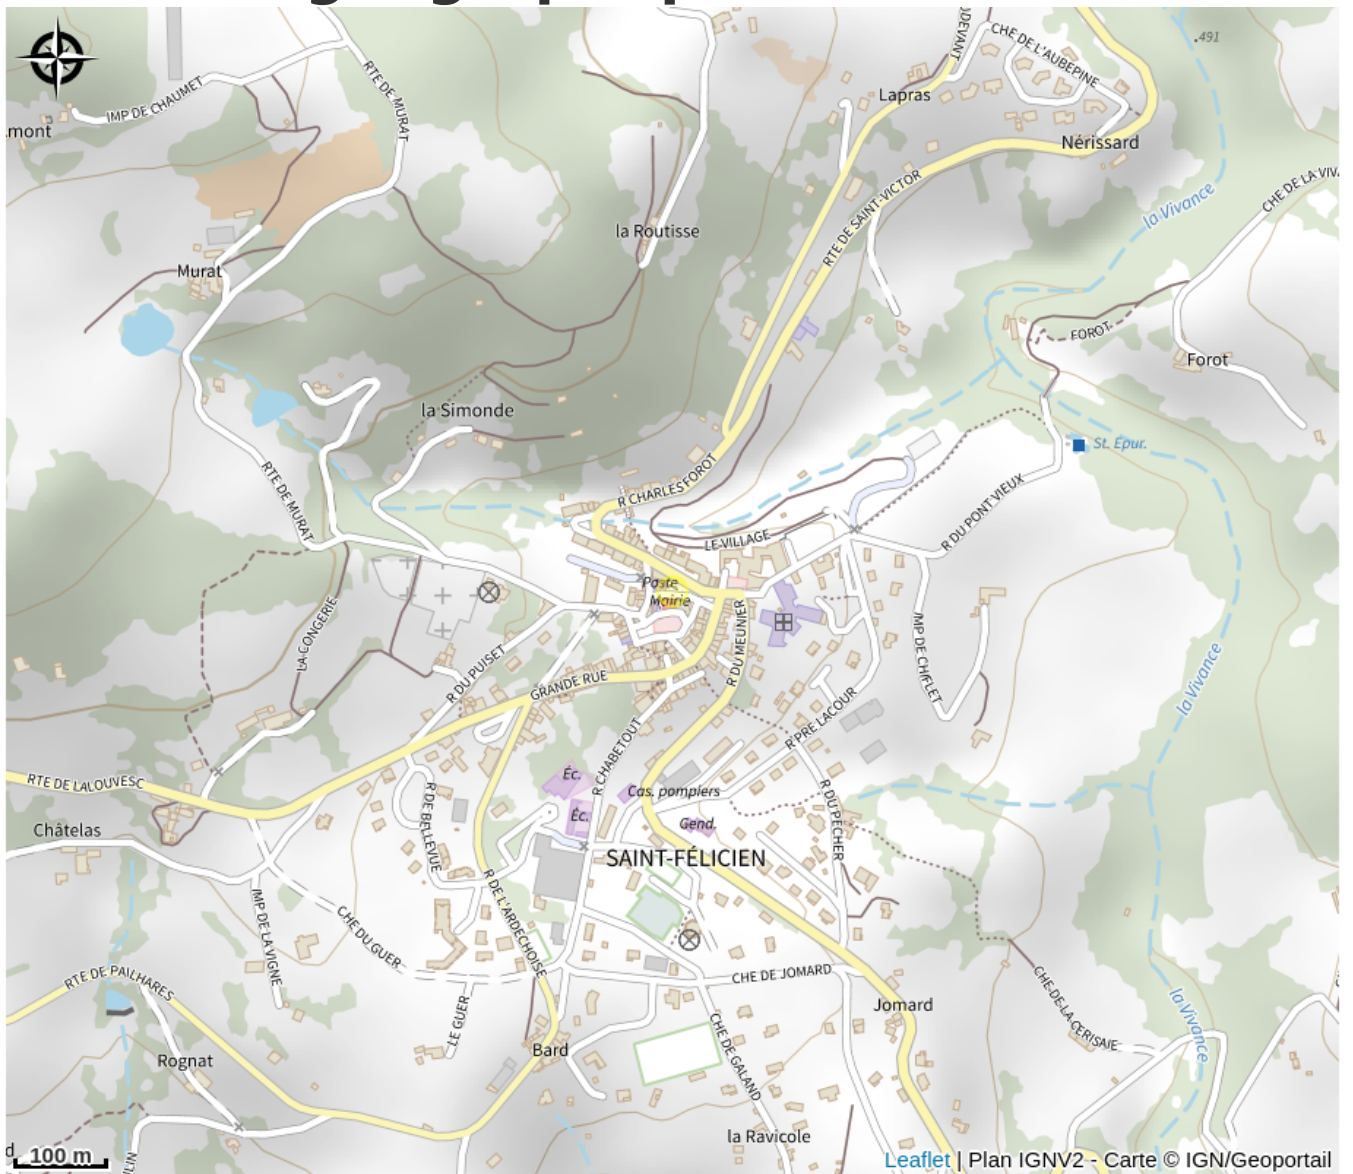 CHE DE L'AUBEPINE
.491
RTE DE MURAT
IMP DE CHAUMET
Lapras
.mont
Nérissard
CHE DE LA VIV
la Vivance
RTE DE SAINT-VICTOR
la Routisse
Murat
FOROT
Forot
la Simonde
St. Epur.
R CHARLES FOROT
RTE DE MURAT
R DU PONT VIEUX
LE VILLAGE
Poste
Mairie
LA CONGERIE
R DU MEUNIER
IMP DE CHIFLET
R DU PUISET
GRANDE RUE
la Vivance
R CHABETOUT
R PRE LACOUR
RTE DE LALOUVESC
Éc.
Cas. pompiers
Éc.
Gend.
R DE BELLEVUE
R DU PECHER
Châtelas
SAINT-FÉLICIEN
IMP DE LA VIGNE
CHE DU GUER
R DE L'ARDECHOISE
RTE DE PAILHARES
CHE DE JOMARD
Jomard
CHE DE LA CERISAIE
la Vivance
LE GUER
Bard
CHE DE GALAND
Rognat
la Ravicole
100 m
Leaflet | Plan IGNV2 - Carte © IGN/Geoportail